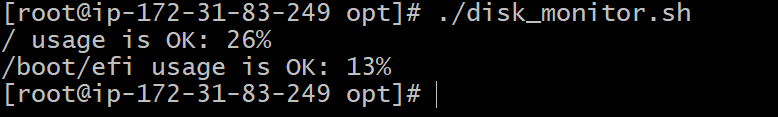 [root@ip-172-31-83-249 opt]# ./disk_monitor.sh
/ usage is OK: 26%
/boot/efi usage is OK: 13%
[root@ip-172-31-83-249 opt]#